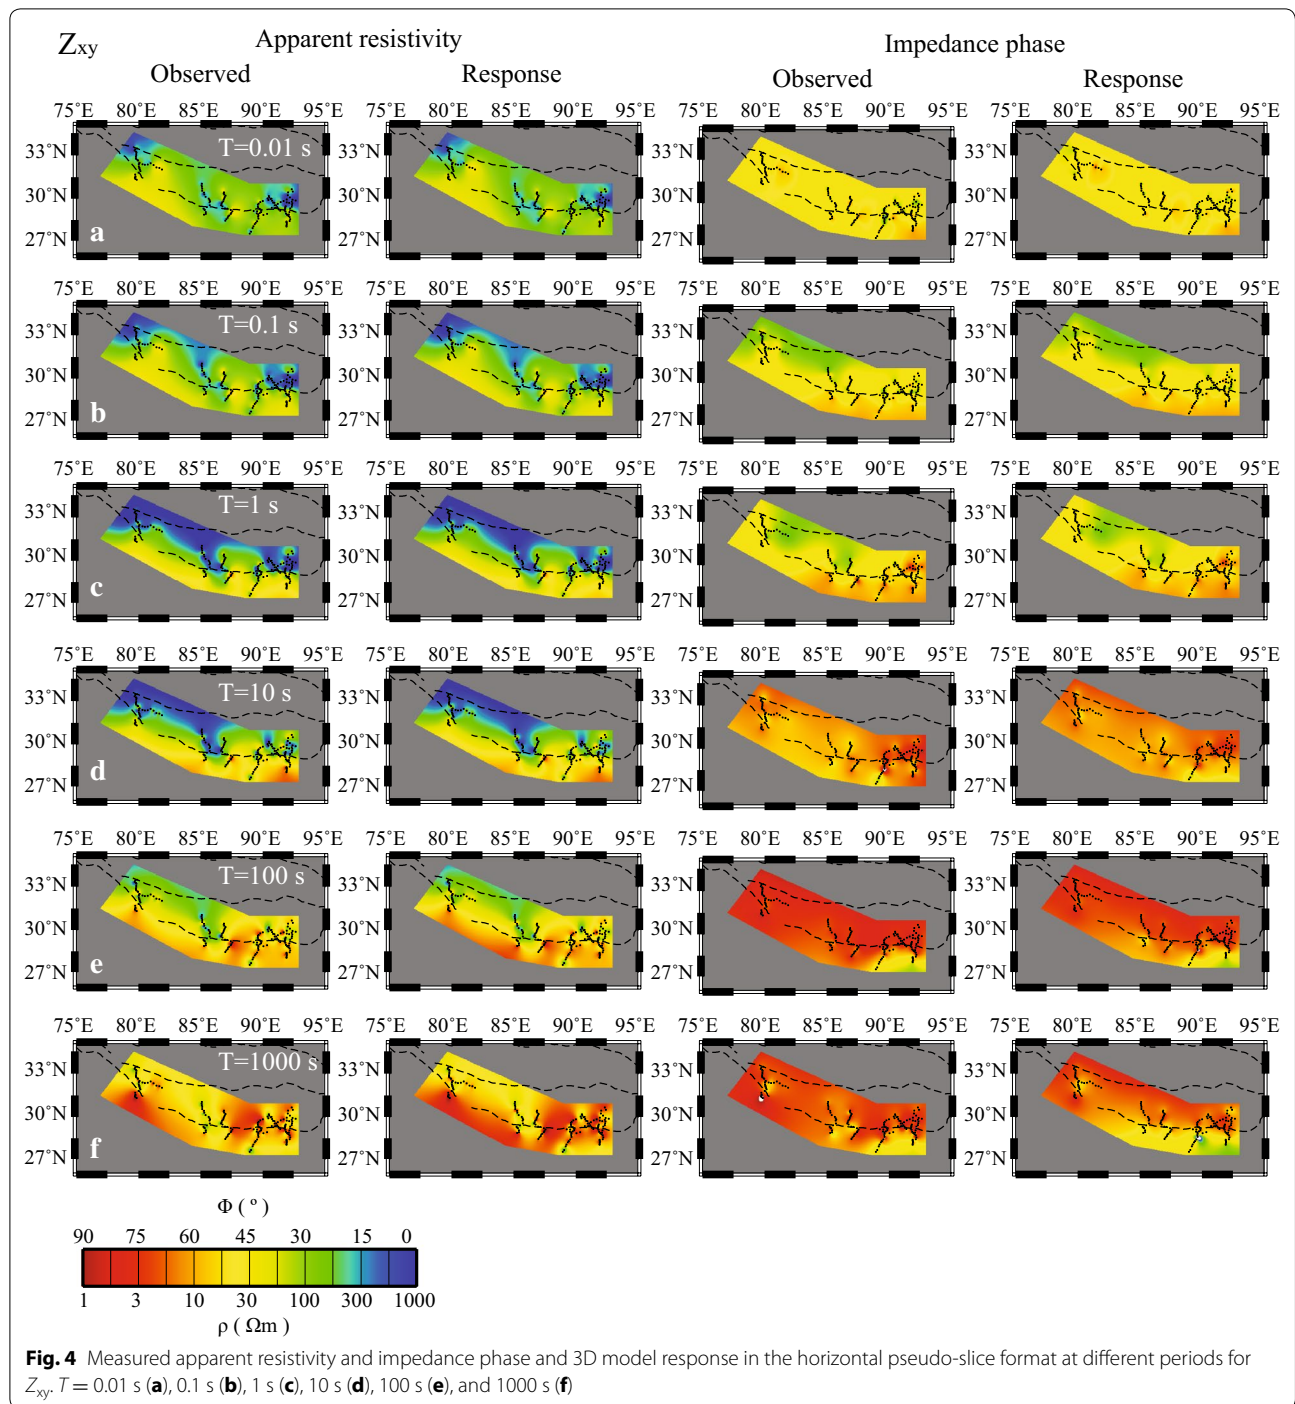 Zxy
Apparent resistivity
Impedance phase
Observed
Response
Observed
Response
75°E 80°E 85°E 90°E 95°E 75°E 80°E 85°E 90°E 95°E 75°E 80°E 85°E 90°E 95°E 75°E 80°E 85°E 90°E 95°E
T=0.01 s
33°N 33°N 33°N 33°N
30°N 30°N 30°N 30°N
a
27°N 27°N 27°N 27°N
75°E 80°E 85°E 90°E 95°E 75°E 80°E 85°E 90°E 95°E 75°E 80°E 85°E 90°E 95°E 75°E 80°E 85°E 90°E 95°E
T=0.1 s
33°N 33°N 33°N 33°N
30°N 30°N 30°N 30°N
b
27°N 27°N 27°N 27°N
75°E 80°E 85°E 90°E 95°E 75°E 80°E 85°E 90°E 95°E 75°E 80°E 85°E 90°E 95°E 75°E 80°E 85°E 90°E 95°E
T=1 s
33°N 33°N 33°N 33°N
30°N 30°N 30°N 30°N
c
27°N 27°N 27°N 27°N
75°E 80°E 85°E 90°E 95°E 75°E 80°E 85°E 90°E 95°E 75°E 80°E 85°E 90°E 95°E 75°E 80°E 85°E 90°E 95°E
T=10 s
33°N 33°N 33°N 33°N
30°N 30°N 30°N 30°N
d
27°N 27°N 27°N 27°N
75°E 80°E 85°E 90°E 95°E 75°E 80°E 85°E 90°E 95°E 75°E 80°E 85°E 90°E 95°E 75°E 80°E 85°E 90°E 95°E
T=100 s
33°N 33°N 33°N 33°N
30°N 30°N 30°N 30°N
e
27°N 27°N 27°N 27°N
75°E 80°E 85°E 90°E 95°E 75°E 80°E 85°E 90°E 95°E 75°E 80°E 85°E 90°E 95°E 75°E 80°E 85°E 90°E 95°E
T=1000 s
33°N 33°N 33°N 33°N
30°N 30°N 30°N 30°N
f
27°N 27°N 27°N 27°N
Φ ( º )
90 75 60 45 30 15 0
1 3 10 30 100 300 1000
ρ ( Ωm )
Fig. 4 Measured apparent resistivity and impedance phase and 3D model response in the horizontal pseudo-slice format at different periods for
Zxy. T = 0.01 s (a), 0.1 s (b), 1 s (c), 10 s (d), 100 s (e), and 1000 s (f)